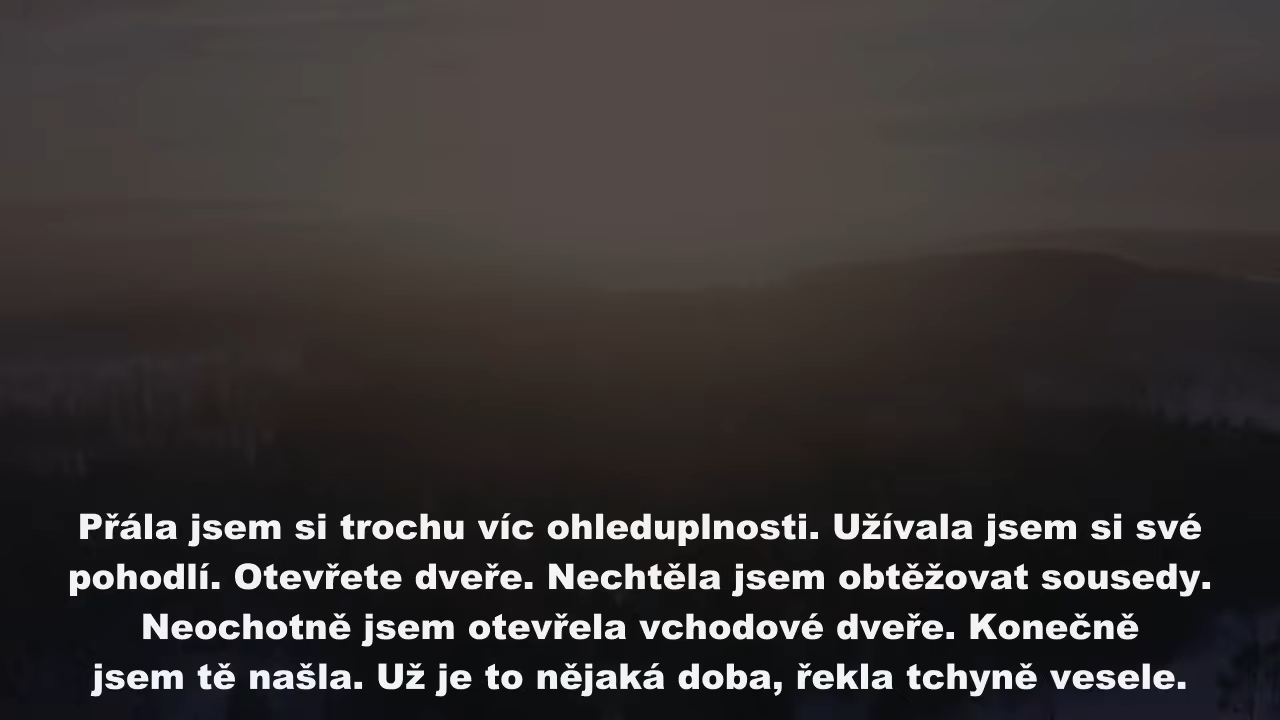 Přála jsem si trochu víc ohleduplnosti. Užívala jsem si své
pohodlí. Otevřete dveře. Nechtěla jsem obtěžovat sousedy.
Neochotně jsem otevřela vchodové dveře. Konečně
jsem tě našla. Už je to nějaká doba, řekla tchyně vesele.